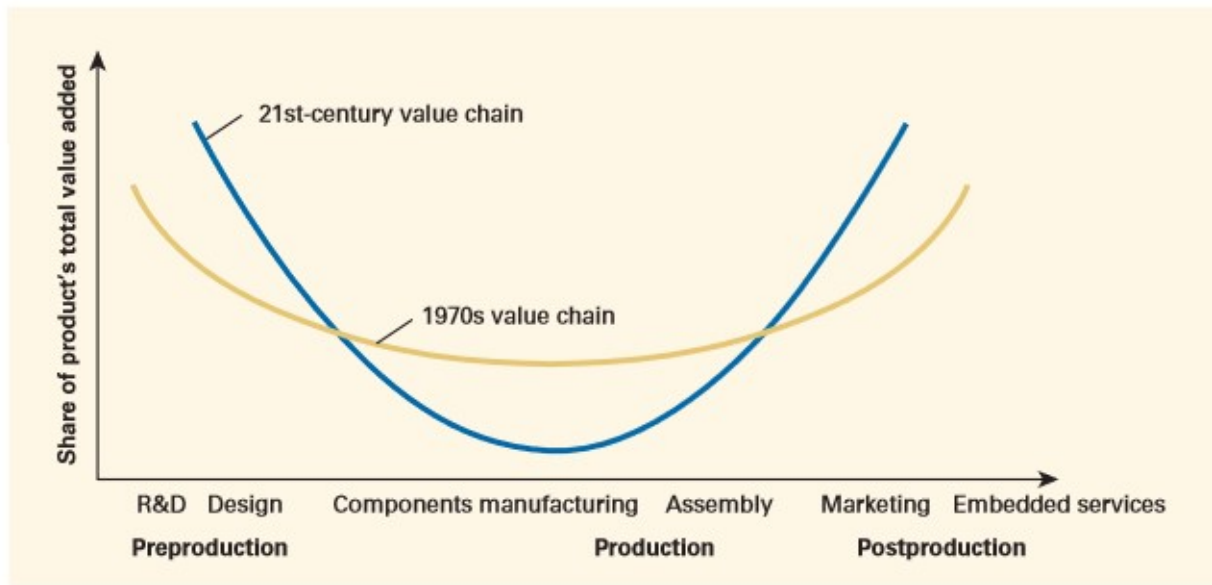 Share of product's total value added
21st-century value chain
1970s value chain
R&D Design Components manufacturing Assembly Marketing Embedded services
Preproduction Production Postproduction